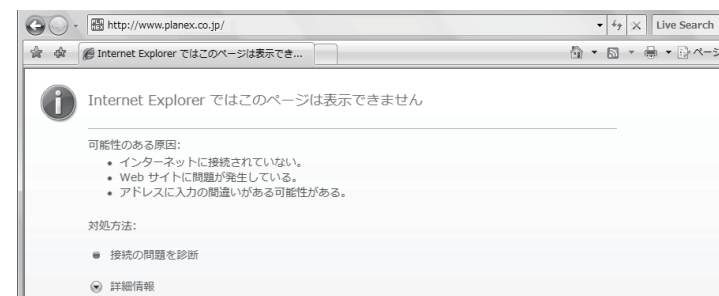 http://www.planex.co.jp/
Live Search
Internet Explorer ではこのページは表示でき...
ページ
Internet Explorer ではこのページは表示できません
可能性のある原因:
• インターネットに接続されていない。
• Web サイトに問題が発生している。
• アドレスに入力の間違いがある可能性がある。
対処方法:
接続の問題を診断
詳細情報